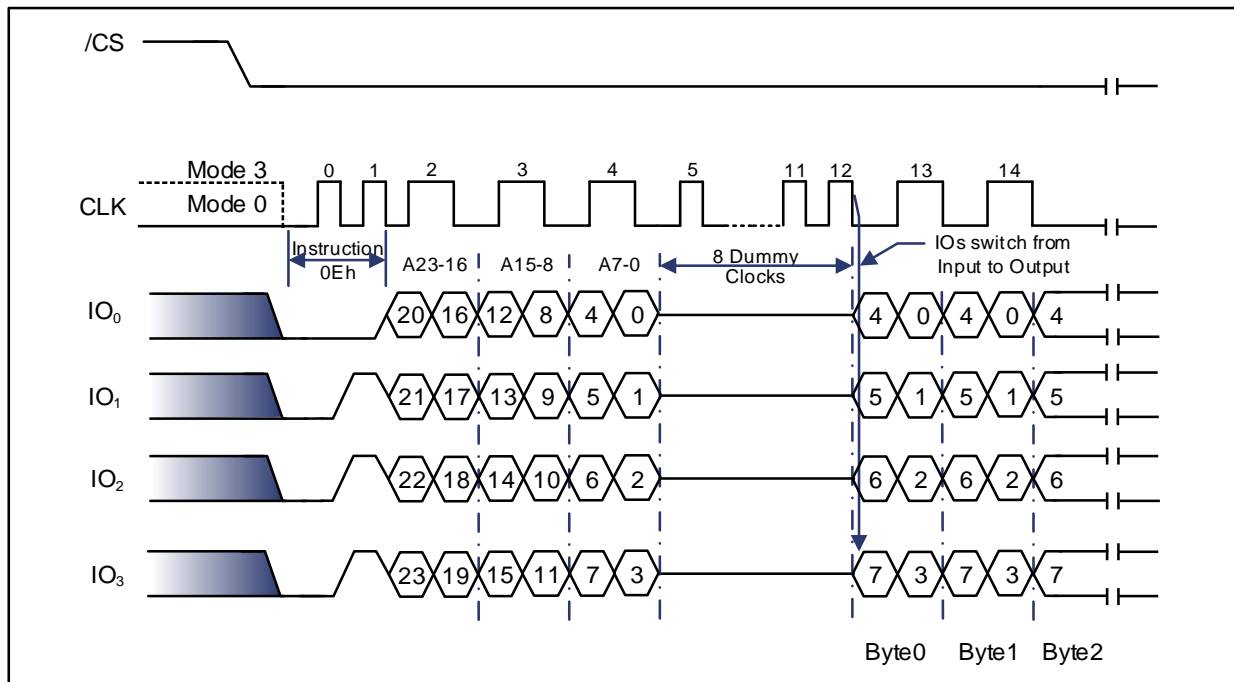 /CS
Mode 3
Mode 0
CLK
0 1 2 3 4 5 11 12 13 14
Instruction
0Eh
A23-16 A15-8 A7-0
8 Dummy
Clocks
IOs switch from
Input to Output
IO₀ 20 16 12 8 4 0 4 0 4 0 4
IO₁ 21 17 13 9 5 1 5 1 5 1 5
IO₂ 22 18 14 10 6 2 6 2 6 2 6
IO₃ 23 19 15 11 7 3 7 3 7 3 7
Byte0 Byte1 Byte2